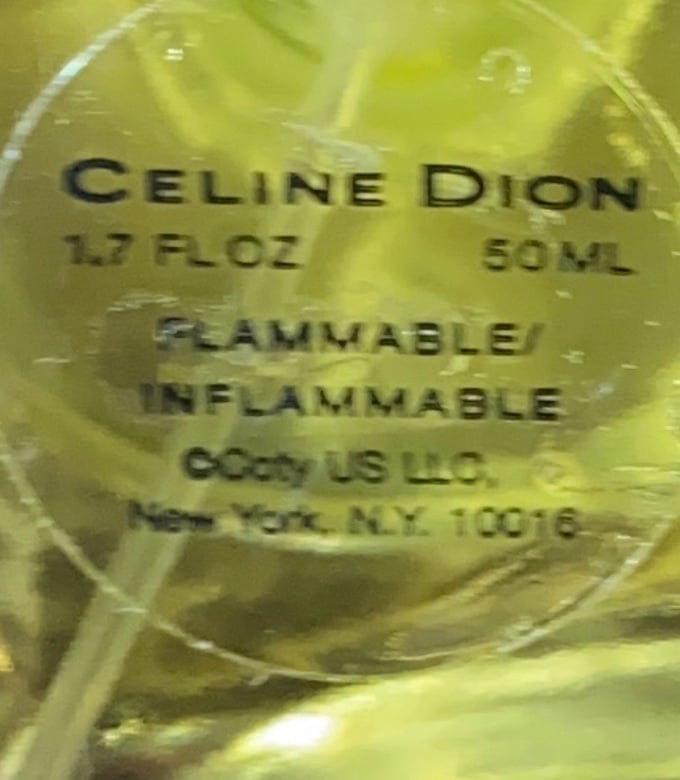 CELINE DION
1.7 FL OZ 50 ML
FLAMMABLE/
INFLAMMABLE
©Coty US LLC,
New York, N.Y. 10016